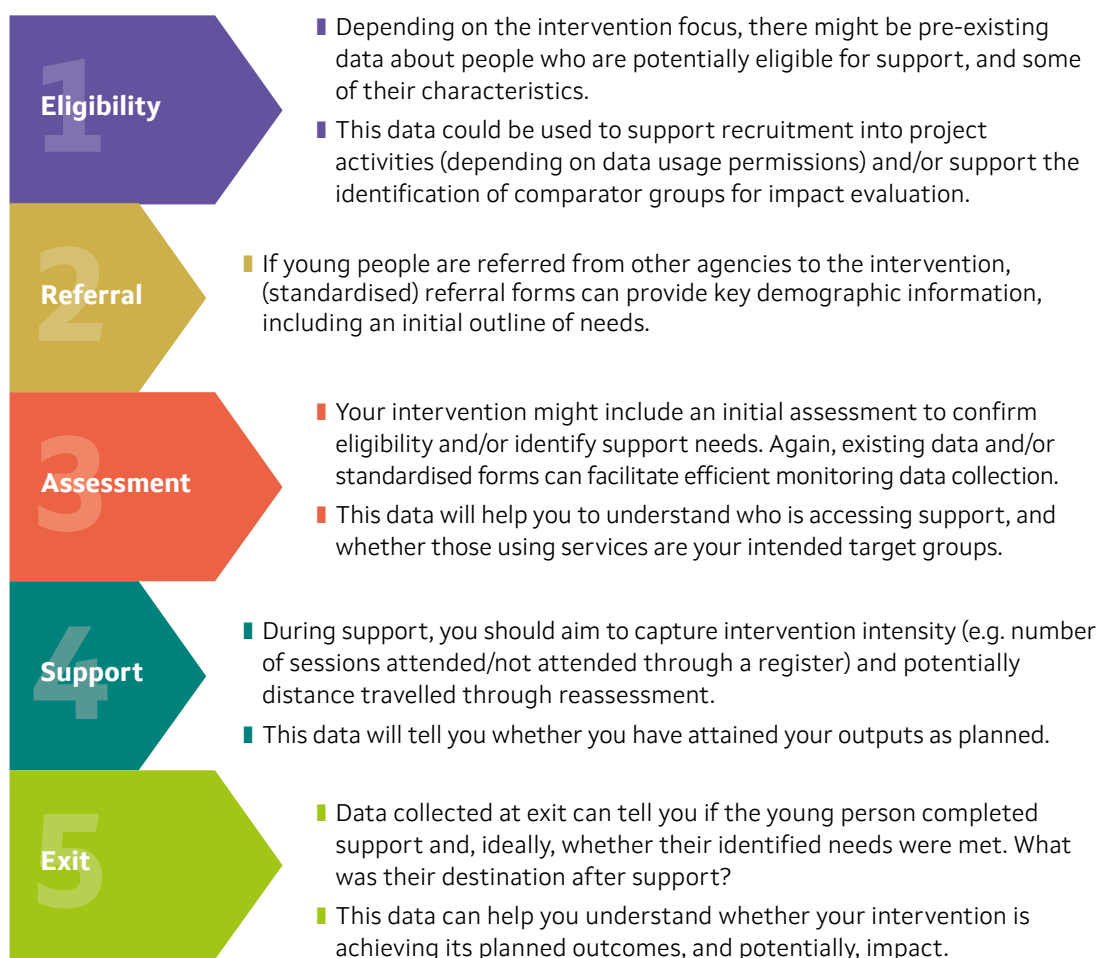 1
Eligibility
Depending on the intervention focus, there might be pre-existing
data about people who are potentially eligible for support, and some
of their characteristics.
This data could be used to support recruitment into project
activities (depending on data usage permissions) and/or support the
identification of comparator groups for impact evaluation.
2
Referral
If young people are referred from other agencies to the intervention,
(standardised) referral forms can provide key demographic information,
including an initial outline of needs.
3
Assessment
Your intervention might include an initial assessment to confirm
eligibility and/or identify support needs. Again, existing data and/or
standardised forms can facilitate efficient monitoring data collection.
This data will help you to understand who is accessing support, and
whether those using services are your intended target groups.
4
Support
During support, you should aim to capture intervention intensity (e.g. number
of sessions attended/not attended through a register) and potentially
distance travelled through reassessment.
This data will tell you whether you have attained your outputs as planned.
5
Exit
Data collected at exit can tell you if the young person completed
support and, ideally, whether their identified needs were met. What
was their destination after support?
This data can help you understand whether your intervention is
achieving its planned outcomes, and potentially, impact.